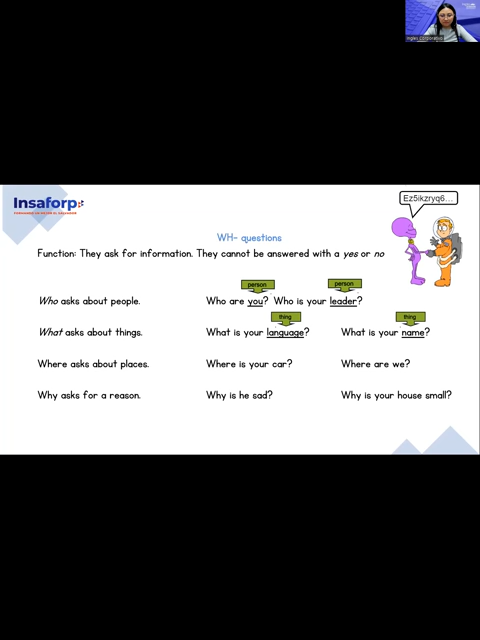 Ingles Corporativo
Insaforp
Ez5ikzryq6...
WH- questions
Function: They ask for information. They cannot be answered with a yes or no
person
person
Who asks about people.
Who are you? Who is your leader?
thing
thing
What asks about things.
What is your language?
What is your name?
Where asks about places.
Where is your car?
Where are we?
Why asks for a reason.
Why is he sad?
Why is your house small?